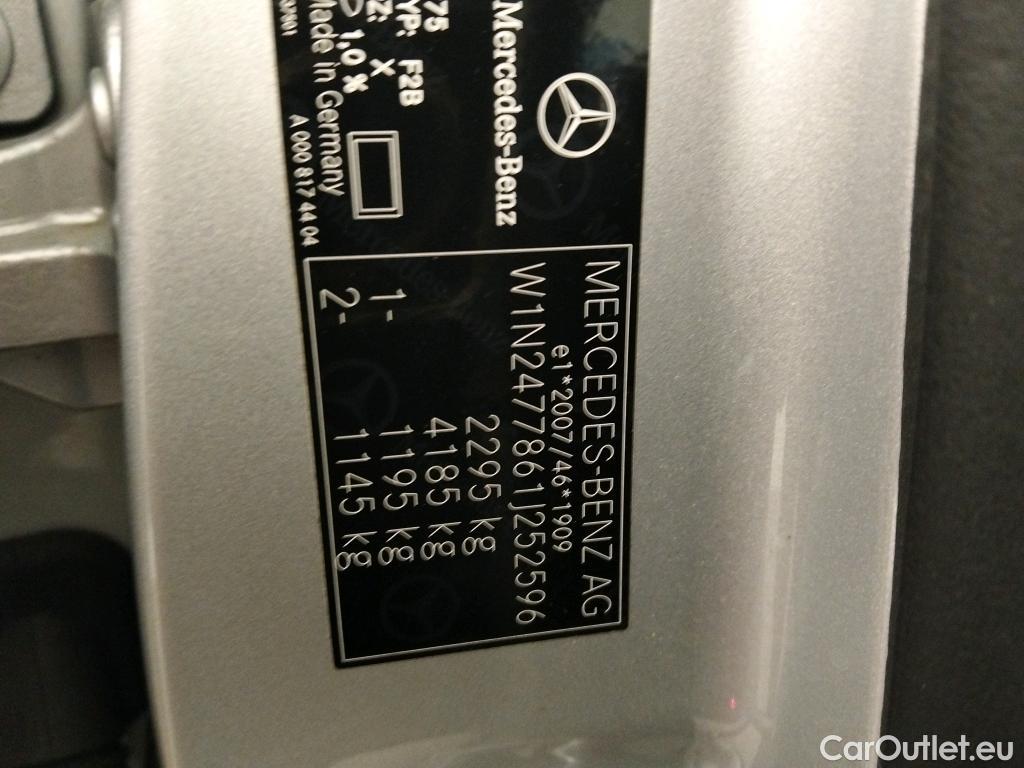 Mercedes-Benz
775
TYP: F2B
Z: X
1,0 X
Made in Germany
A 000 817 44 04
MERCEDES-BENZ AG
e1*2007/46*1909
W1N2477861J252596
2295 kg
4185 kg
1- 1195 kg
2- 1145 kg
CarOutlet.eu